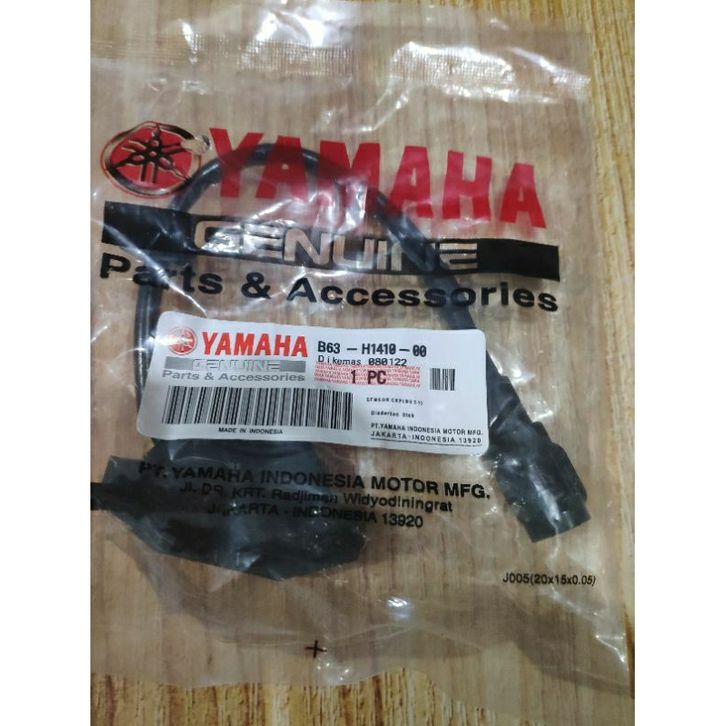 YAMAHA
GENUINE
Parts & Accessories
YAMAHA
GENUINE
Parts & Accessories
MADE IN INDONESIA
B63-H1410-00
Dikemas 080122
1 PC
PT.YAMAHA INDONESIA MOTOR MFG.
JAKARTA-INDONESIA 13920
PT. YAMAHA INDONESIA MOTOR MFG.
Jl. DR. KRT. Radjiman Widyodiningrat
JAKARTA - INDONESIA 13920
J005(20x15x0.05)